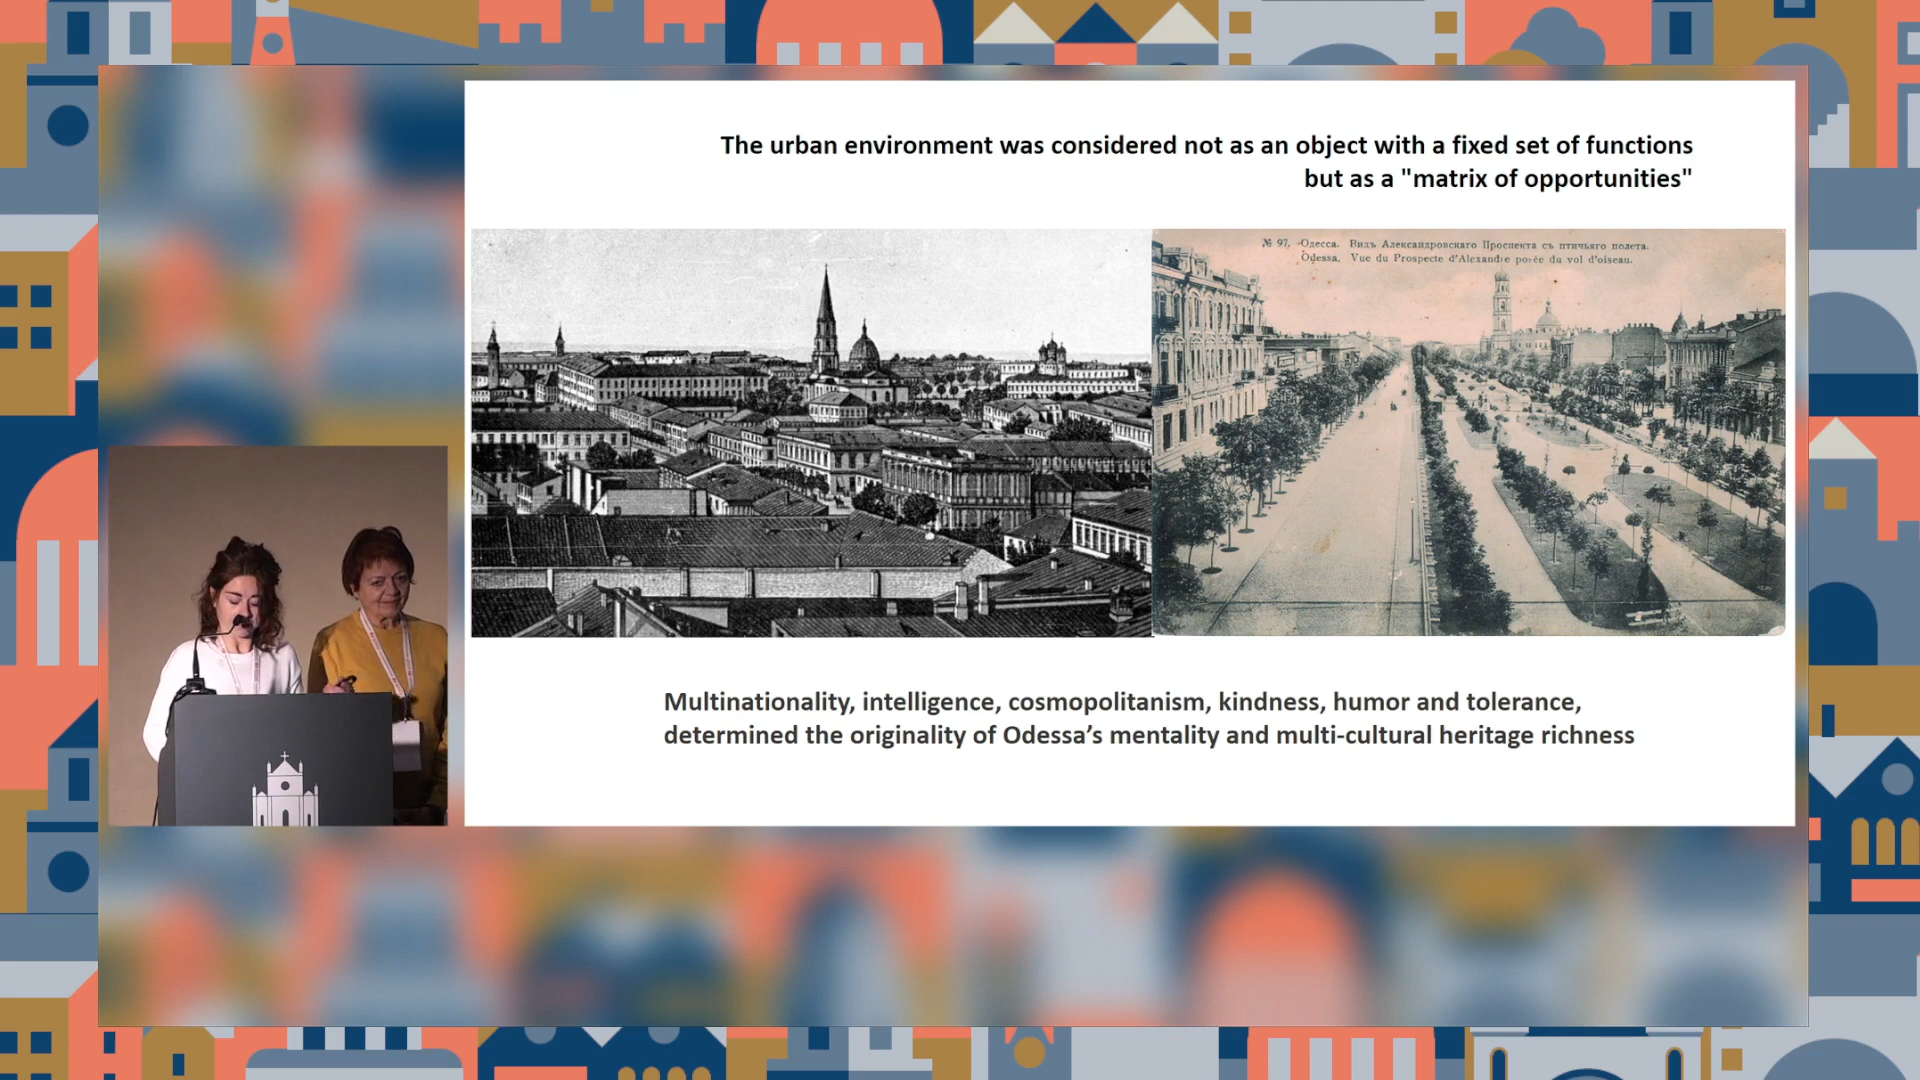 The urban environment was considered not as an object with a fixed set of functions
but as a "matrix of opportunities"
№ 97. Одесса. Видъ Александровскаго Проспекта съ птичьяго полета.
Odessa. Vue du Prospecte d'Alexandre porée du vol d'oiseau.
Multinationality, intelligence, cosmopolitanism, kindness, humor and tolerance,
determined the originality of Odessa’s mentality and multi-cultural heritage richness